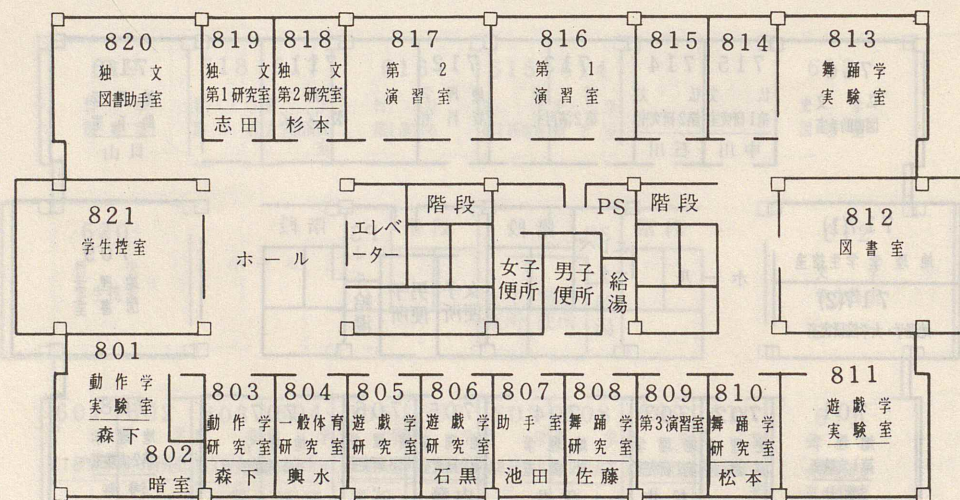 820
独文
図書助手室
819
独文
第1研究室
志田
818
独文
第2研究室
杉本
817
第2
演習室
816
第1
演習室
815
814
813
舞踊学
実験室
821
学生控室
ホール
エレベ
ーター
階段
女子
便所
男子
便所
給
湯
PS
階段
812
図書室
801
動作学
実験室
森下
802
暗室
803
動作学
研究室
森下
804
一般体育
研究室
輿水
805
遊戯学
研究室
806
遊戯学
研究室
石黒
807
助手室
池田
808
舞踊学
研究室
佐藤
809
第3演習室
810
舞踊学
研究室
松本
811
遊戯学
実験室